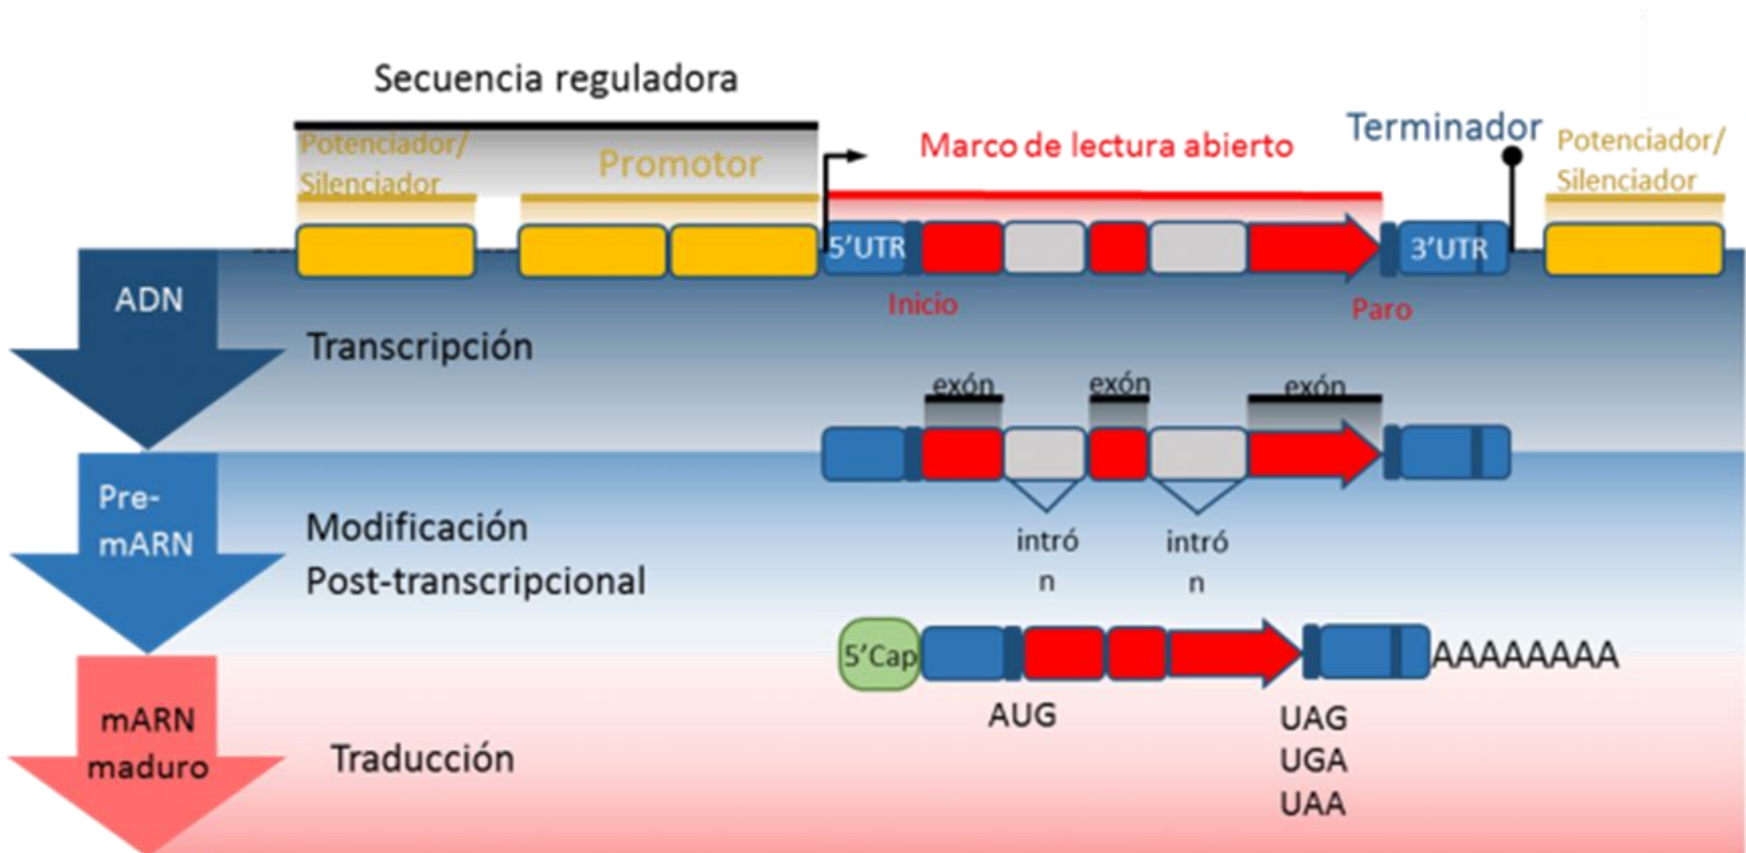 Secuencia reguladora
Potenciador/
Silenciador
Promotor
Marco de lectura abierto
Terminador
Potenciador/
Silenciador
5'UTR
3'UTR
Inicio
Paro
ADN
Transcripción
exón
exón
exón
Pre-
mARN
Modificación
Post-transcripcional
intró
n
intró
n
5'Cap
AAAAAAAA
AUG
UAG
UGA
UAA
mARN
maduro
Traducción